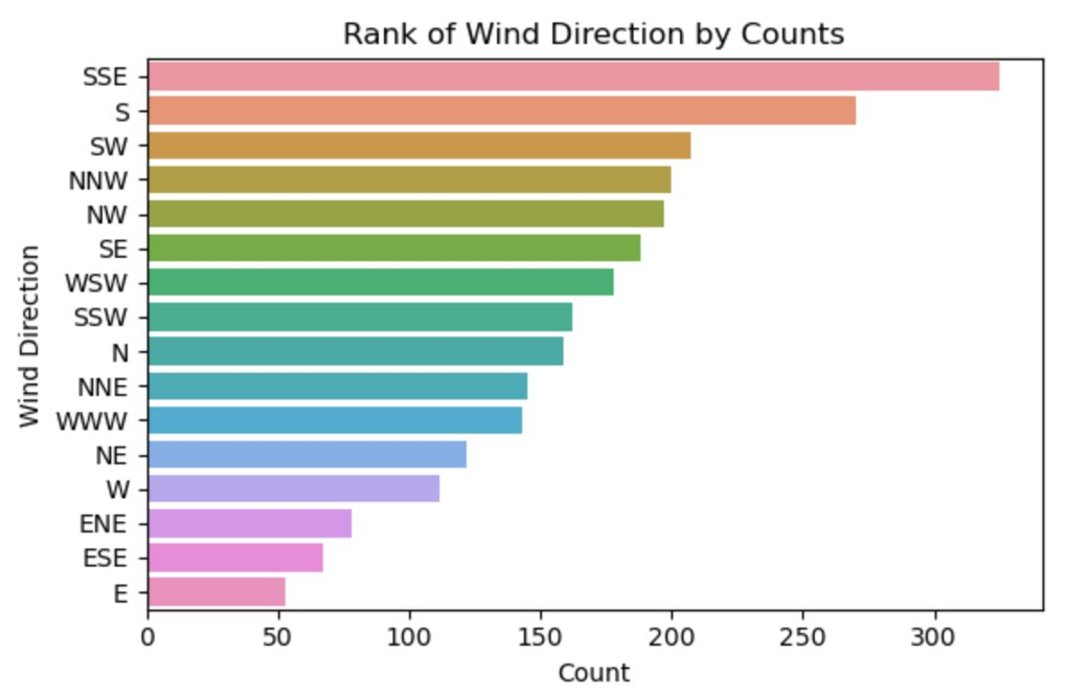 Rank of Wind Direction by Counts
SSE
S
SW
NNW
NW
SE
WSW
SSW
N
NNE
WWW
NE
W
ENE
ESE
E
Wind Direction
0 50 100 150 200 250 300
Count